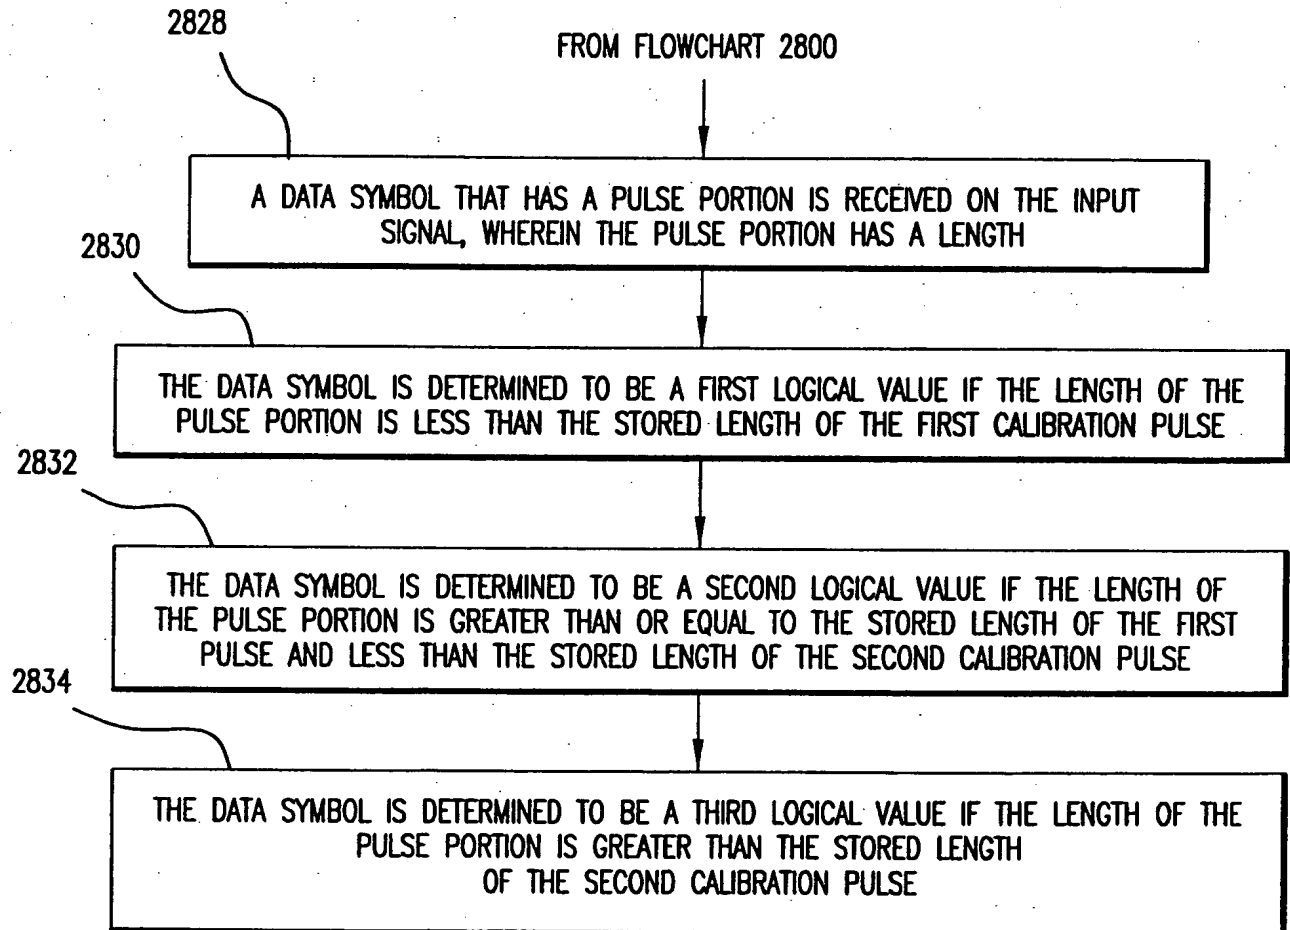 2828
FROM FLOWCHART 2800
A DATA SYMBOL THAT HAS A PULSE PORTION IS RECEIVED ON THE INPUT
SIGNAL, WHEREIN THE PULSE PORTION HAS A LENGTH
2830
THE DATA SYMBOL IS DETERMINED TO BE A FIRST LOGICAL VALUE IF THE LENGTH OF THE
PULSE PORTION IS LESS THAN THE STORED LENGTH OF THE FIRST CALIBRATION PULSE
2832
THE DATA SYMBOL IS DETERMINED TO BE A SECOND LOGICAL VALUE IF THE LENGTH OF
THE PULSE PORTION IS GREATER THAN OR EQUAL TO THE STORED LENGTH OF THE FIRST
PULSE AND LESS THAN THE STORED LENGTH OF THE SECOND CALIBRATION PULSE
2834
THE DATA SYMBOL IS DETERMINED TO BE A THIRD LOGICAL VALUE IF THE LENGTH OF THE
PULSE PORTION IS GREATER THAN THE STORED LENGTH
OF THE SECOND CALIBRATION PULSE